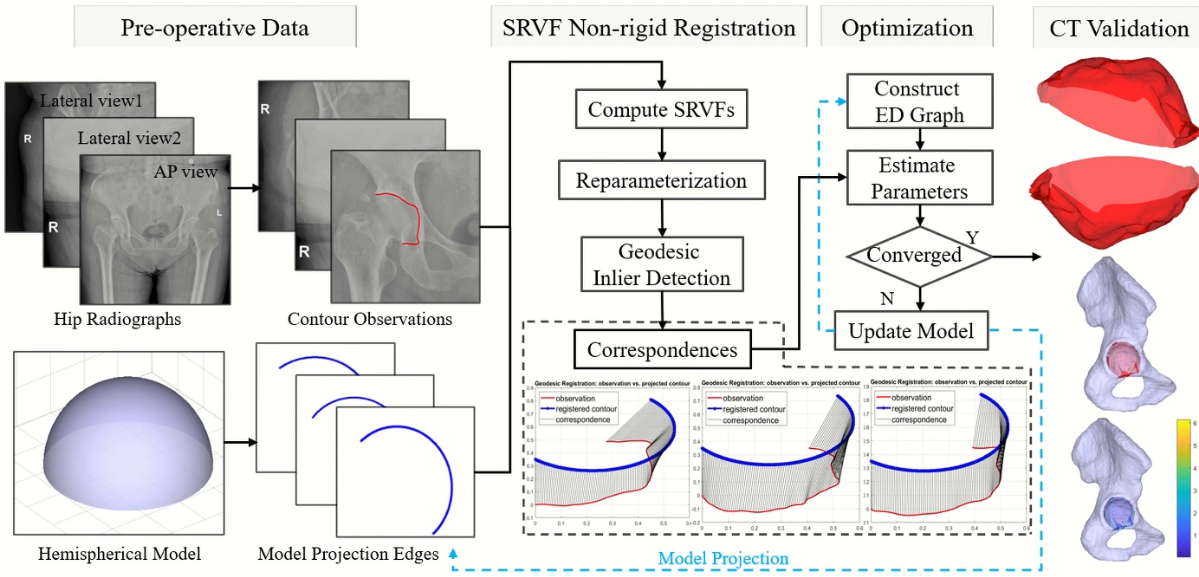 Pre-operative Data
SRVF Non-rigid Registration
Optimization
CT Validation
Lateral view1
R
Lateral view2
R
AP view
L
Hip Radiographs
R
R
Contour Observations
Compute SRVFs
Reparameterization
Geodesic
Inlier Detection
Correspondences
Construct
ED Graph
Estimate
Parameters
Converged
Y
N
Update Model
Hemispherical Model
Model Projection Edges
Geodesic Registration: observation vs. projected contour
observation
registered contour
correspondence
Geodesic Registration: observation vs. projected contour
observation
registered contour
correspondence
Geodesic Registration: observation vs. projected contour
observation
registered contour
correspondence
Model Projection
6
5
4
3
2
1